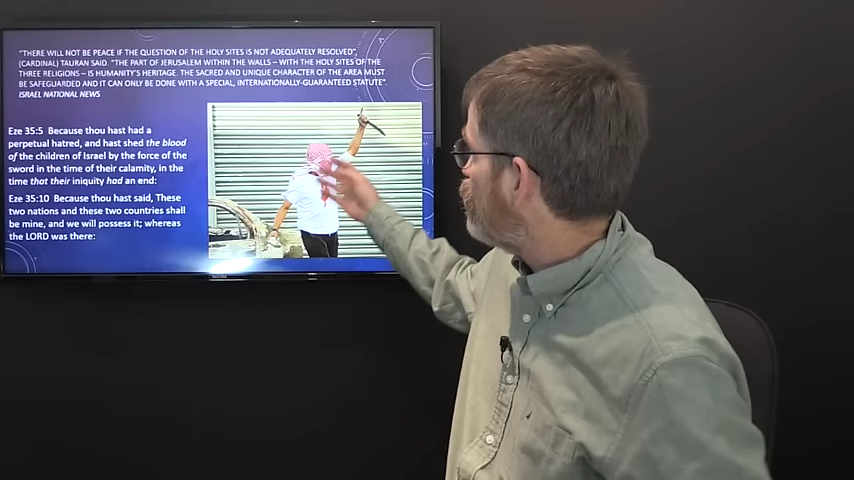 "THERE WILL NOT BE PEACE IF THE QUESTION OF THE HOLY SITES IS NOT ADEQUATELY RESOLVED",
(CARDINAL) TAURAN SAID. "THE PART OF JERUSALEM WITHIN THE WALLS – WITH THE HOLY SITES OF THE
THREE RELIGIONS – IS HUMANITY'S HERITAGE. THE SACRED AND UNIQUE CHARACTER OF THE AREA MUST
BE SAFEGUARDED AND IT CAN ONLY BE DONE WITH A SPECIAL, INTERNATIONALLY-GUARANTEED STATUTE".
ISRAEL NATIONAL NEWS
Eze 35:5 Because thou hast had a
perpetual hatred, and hast shed the blood
of the children of Israel by the force of the
sword in the time of their calamity, in the
time that their iniquity had an end:
Eze 35:10 Because thou hast said, These
two nations and these two countries shall
be mine, and we will possess it; whereas
the LORD was there: